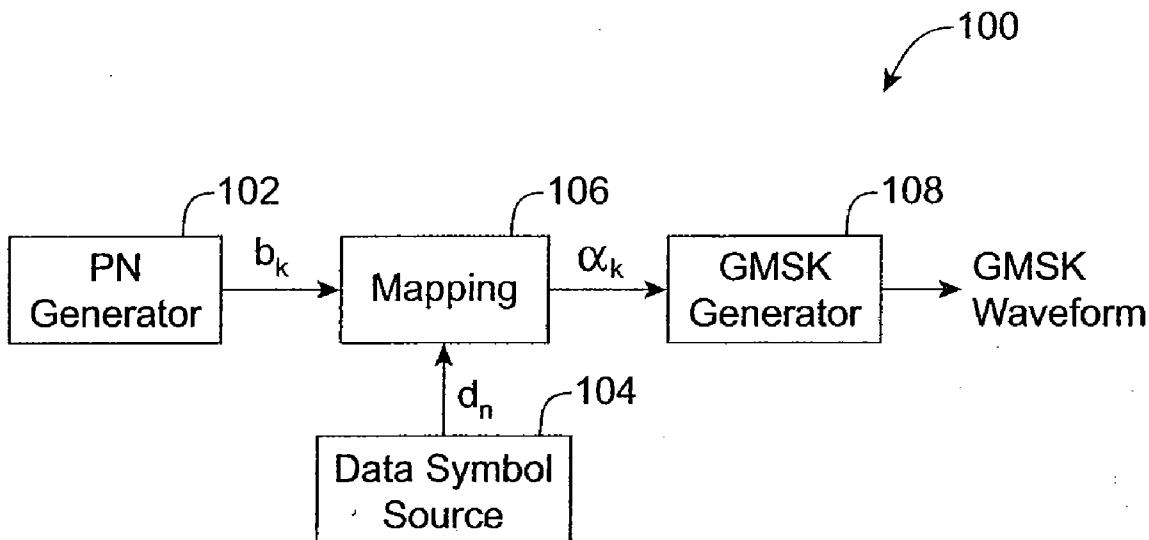 100
102
106
108
PN
Generator
b_k
Mapping
α_k
GMSK
Generator
GMSK
Waveform
d_n
104
Data Symbol
Source